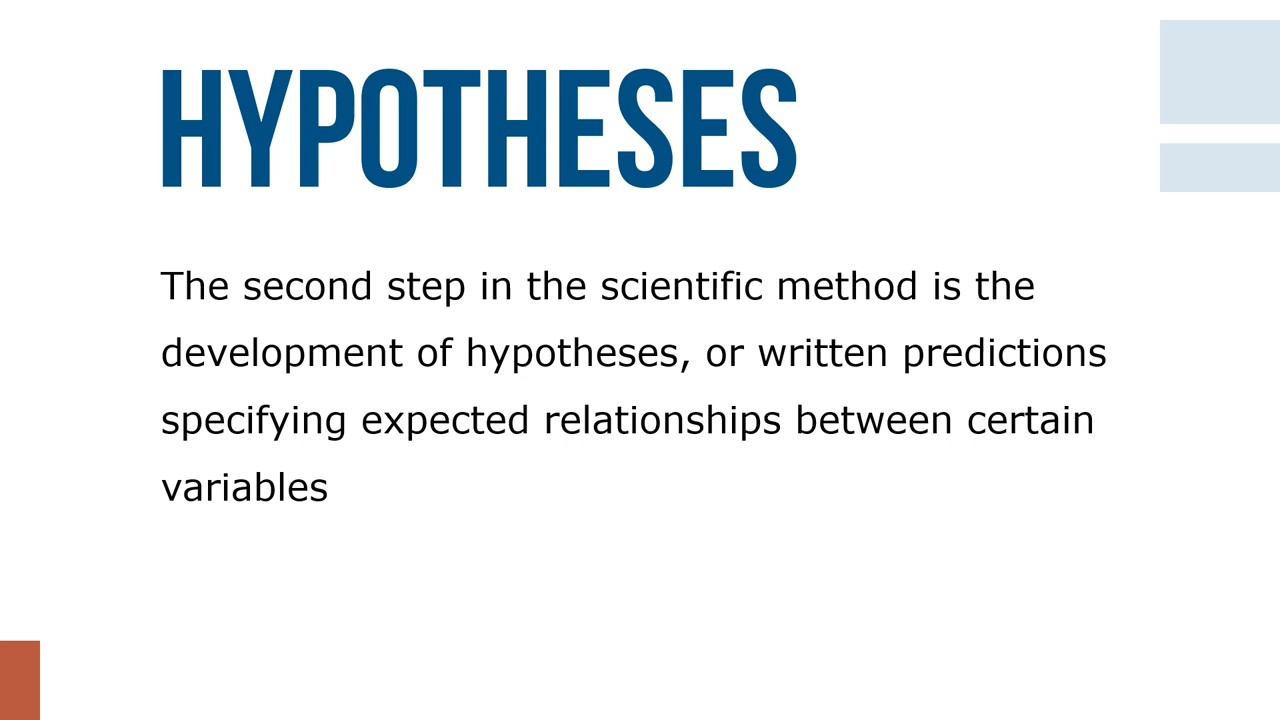 HYPOTHESES
The second step in the scientific method is the
development of hypotheses, or written predictions
specifying expected relationships between certain
variables